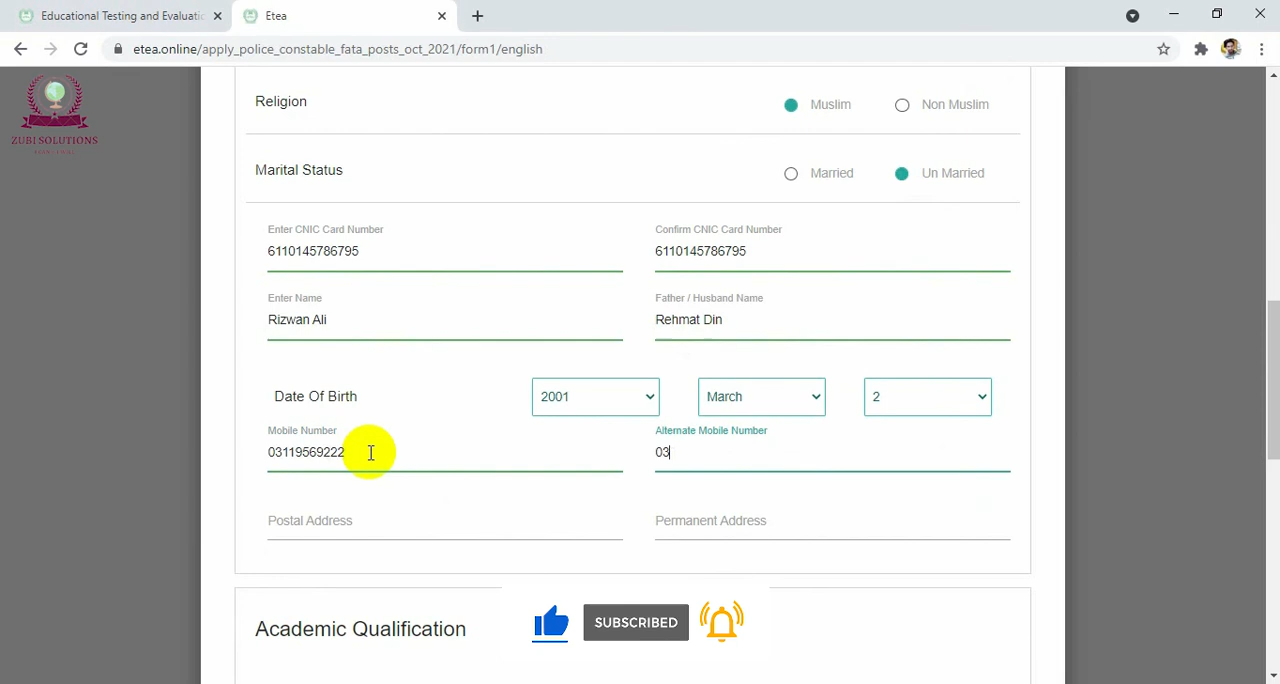 Educational Testing and Evaluatio
Etea
etea.online/apply_police_constable_fata_posts_oct_2021/form1/english
ZUBI SOLUTIONS
Religion
Muslim
Non Muslim
Marital Status
Married
Un Married
Enter CNIC Card Number
Confirm CNIC Card Number
6110145786795
6110145786795
Enter Name
Father / Husband Name
Rizwan Ali
Rehmat Din
Date Of Birth
2001
March
2
Mobile Number
Alternate Mobile Number
03119569222
03
Postal Address
Permanent Address
Academic Qualification
SUBSCRIBED